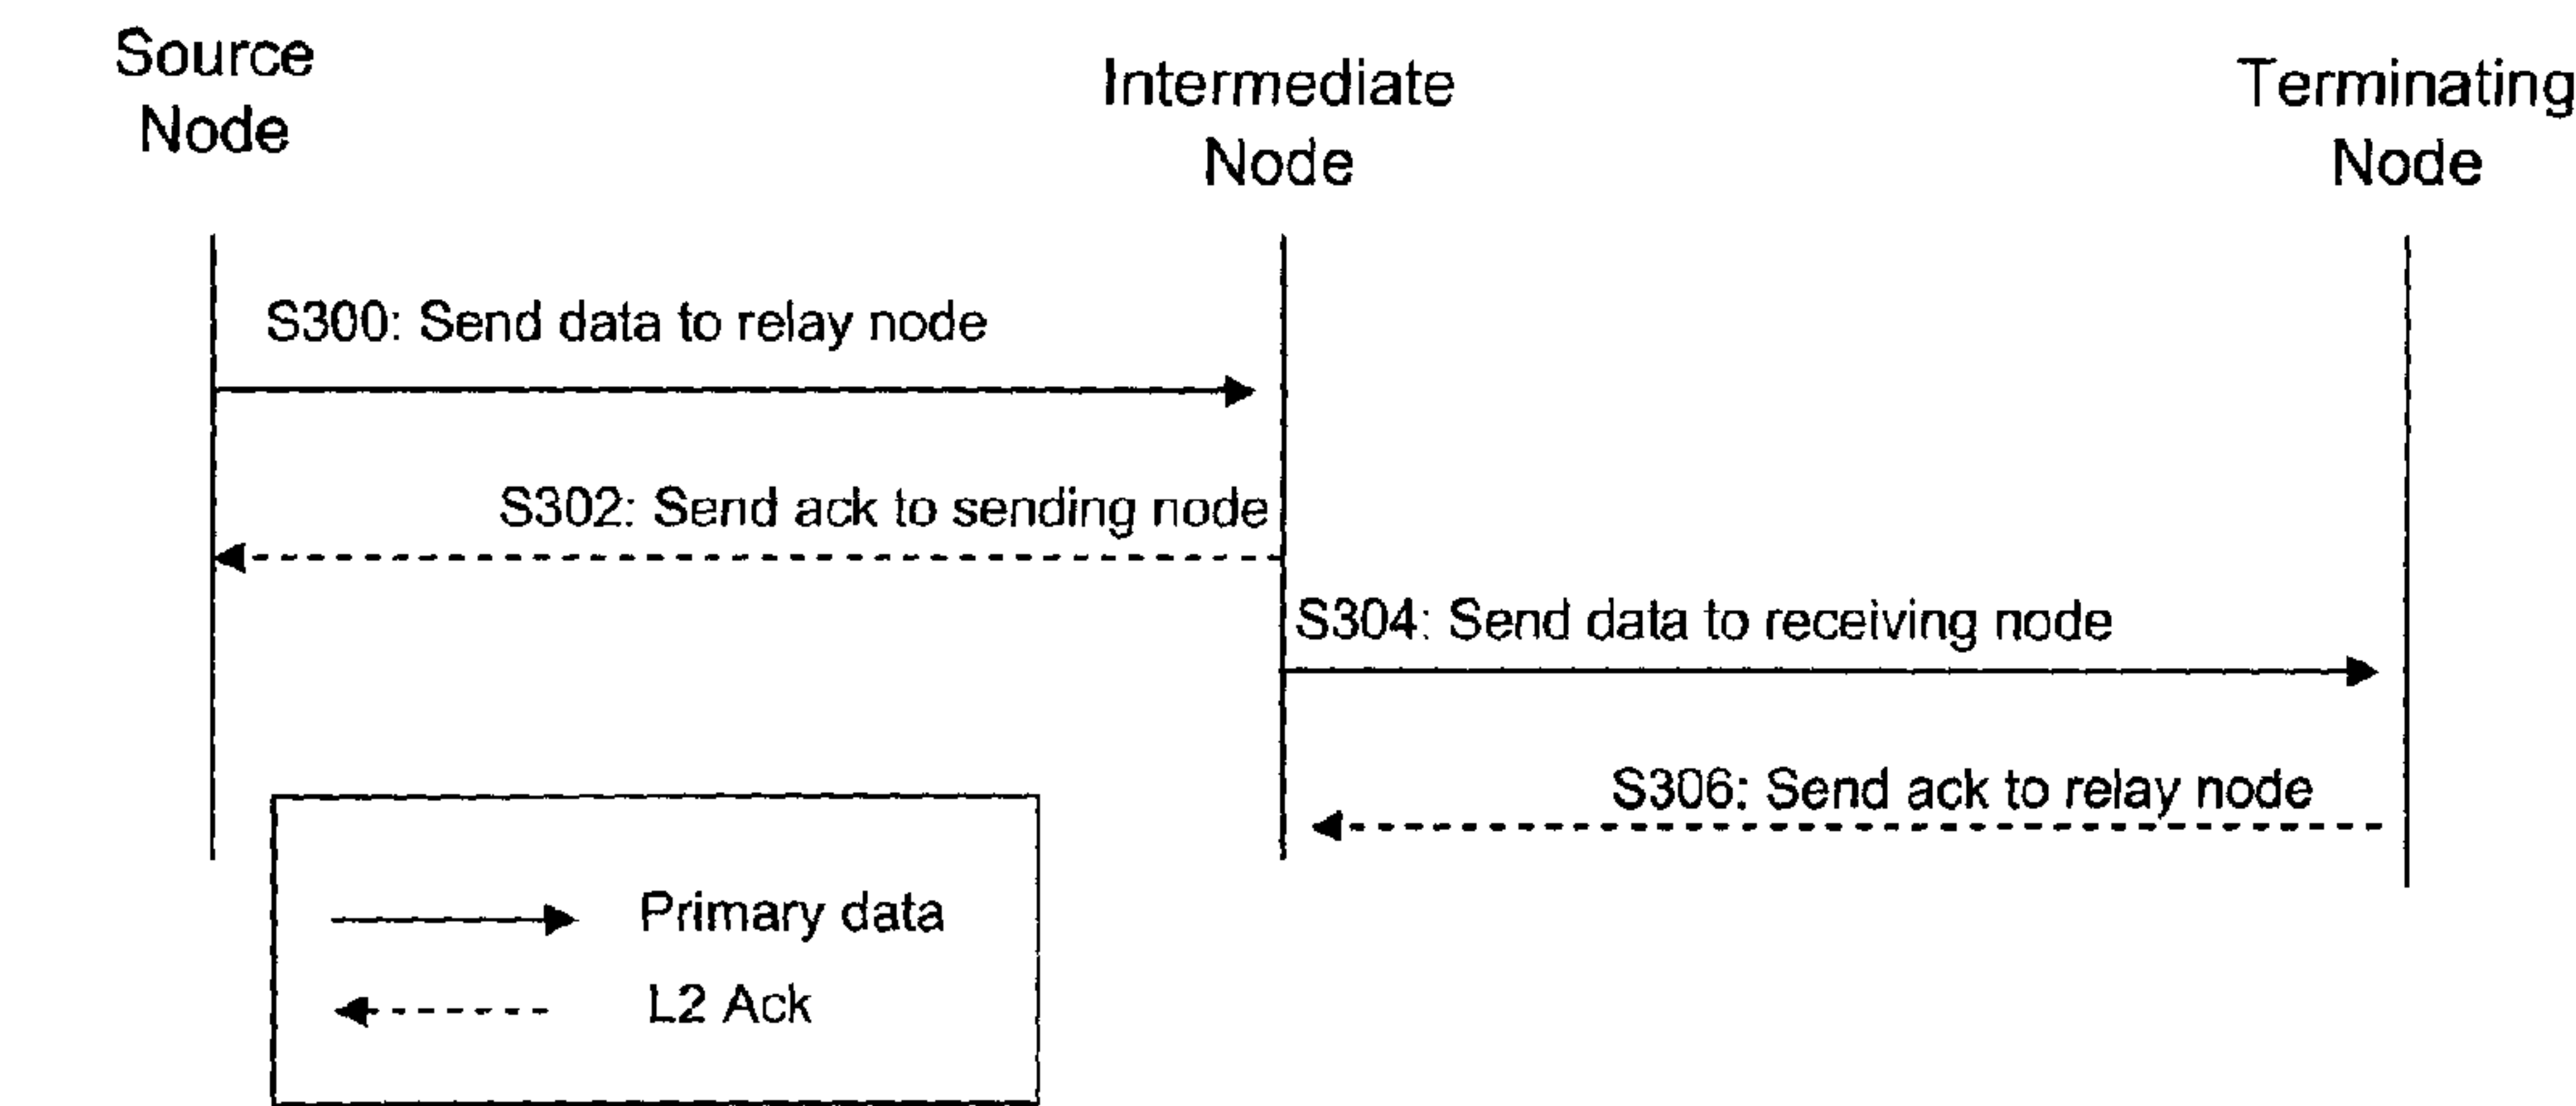 Source
Node
Intermediate
Node
Terminating
Node
S300: Send data to relay node
S302: Send ack to sending node
S304: Send data to receiving node
S306: Send ack to relay node
Primary data
L2 Ack